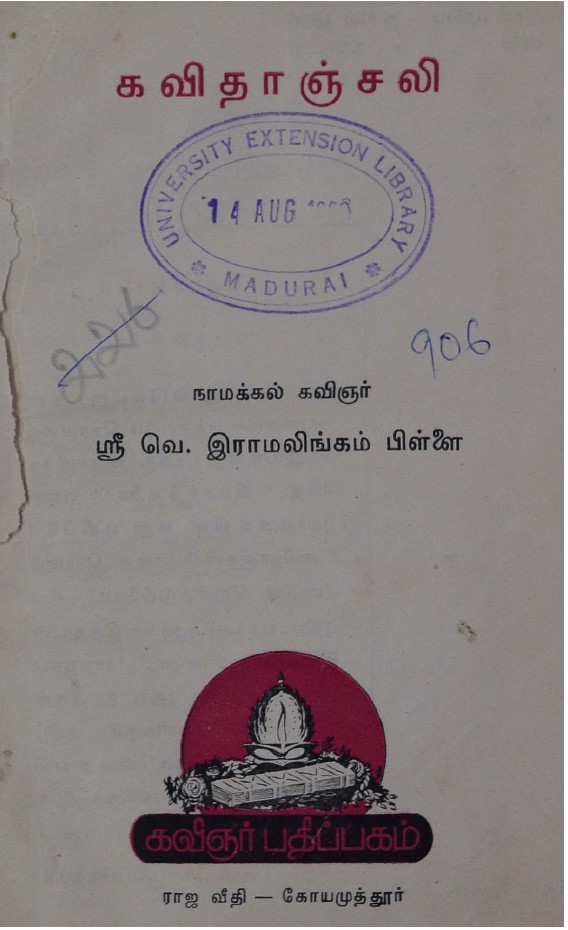 கவிதாஞ்சலி
UNIVERSITY EXTENSION LIBRARY
14 AUG
* MADURAI *
906
நாமக்கல் கவிஞர்
ஸ்ரீ வெ. இராமலிங்கம் பிள்ளை
கவிஞர் பதிப்பகம்
ராஜ வீதி — கோயமுத்தூர்